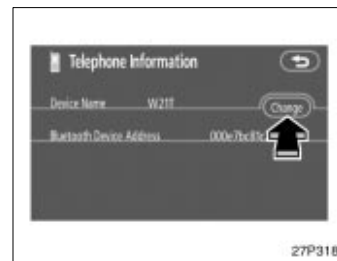 Telephone Information
Device Name W21T
Change
Bluetooth Device Address
27P318